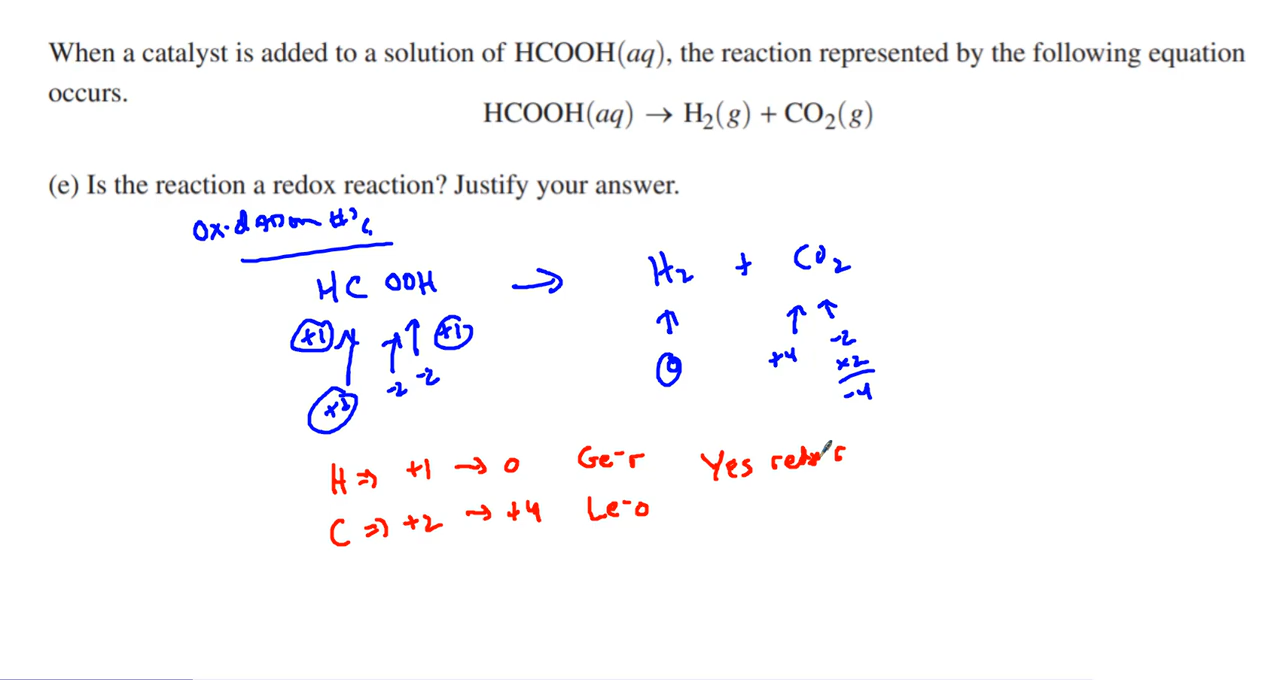 When a catalyst is added to a solution of HCOOH(aq), the reaction represented by the following equation
occurs.
HCOOH(aq) → H₂(g) + CO₂(g)
(e) Is the reaction a redox reaction? Justify your answer.
#'s
HC OOH → H₂ + CO₂
+1 +1
-2 -2
0 +4 -2
x2
-4
H ⇒ +1 → 0 Ge-r Yes
C ⇒ +2 → +4 Le-o